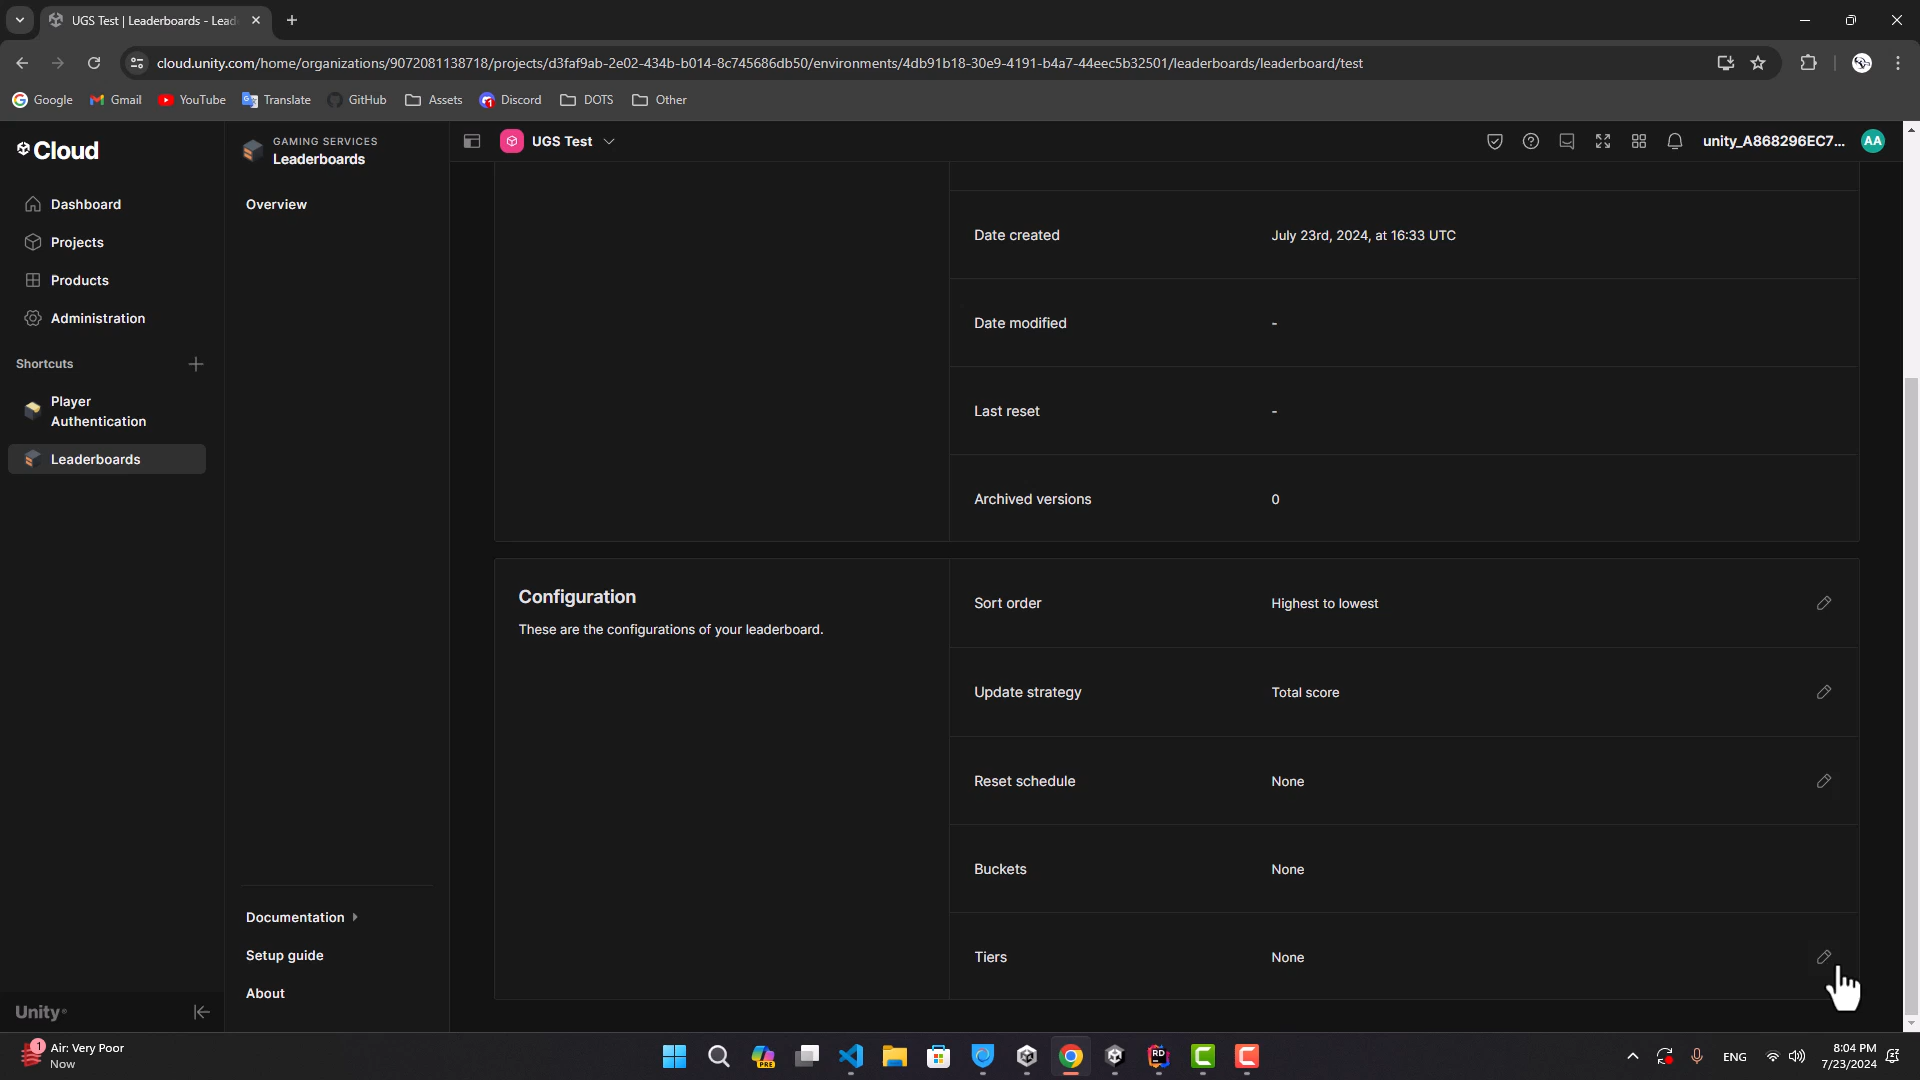 UGS Test | Leaderboards - Lead
cloud.unity.com/home/organizations/9072081138718/projects/d3faf9ab-2e02-434b-b014-8c745686db50/environments/4db91b18-30e9-4191-b4a7-44eec5b32501/leaderboards/leaderboard/test
Google Gmail YouTube Translate GitHub Assets Discord DOTS Other
Cloud
Dashboard
Projects
Products
Administration
Shortcuts
Player
Authentication
Leaderboards
Unity
GAMING SERVICES
Leaderboards
Overview
Documentation
Setup guide
About
UGS Test
unity_A868296EC7... AA
Date created July 23rd, 2024, at 16:33 UTC
Date modified -
Last reset -
Archived versions 0
Configuration
These are the configurations of your leaderboard.
Sort order Highest to lowest
Update strategy Total score
Reset schedule None
Buckets None
Tiers None
1 Air: Very Poor
Now
PRE
RD
ENG
8:04 PM
7/23/2024